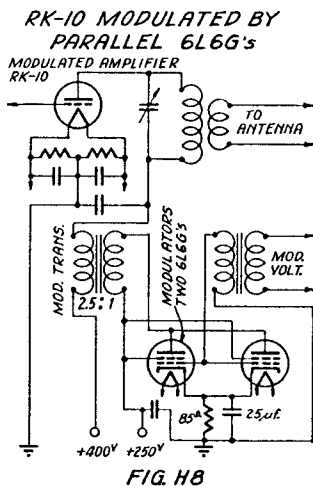 RK-10 MODULATED BY
PARALLEL 6L6G's
MODULATED AMPLIFIER
RK-10
TO
ANTENNA
MOD. TRANS.
2.5:1
MODULATORS
TWO 6L6G's
MOD.
VOLT.
85Ω
25µf.
+400V
+250V
FIG. H8